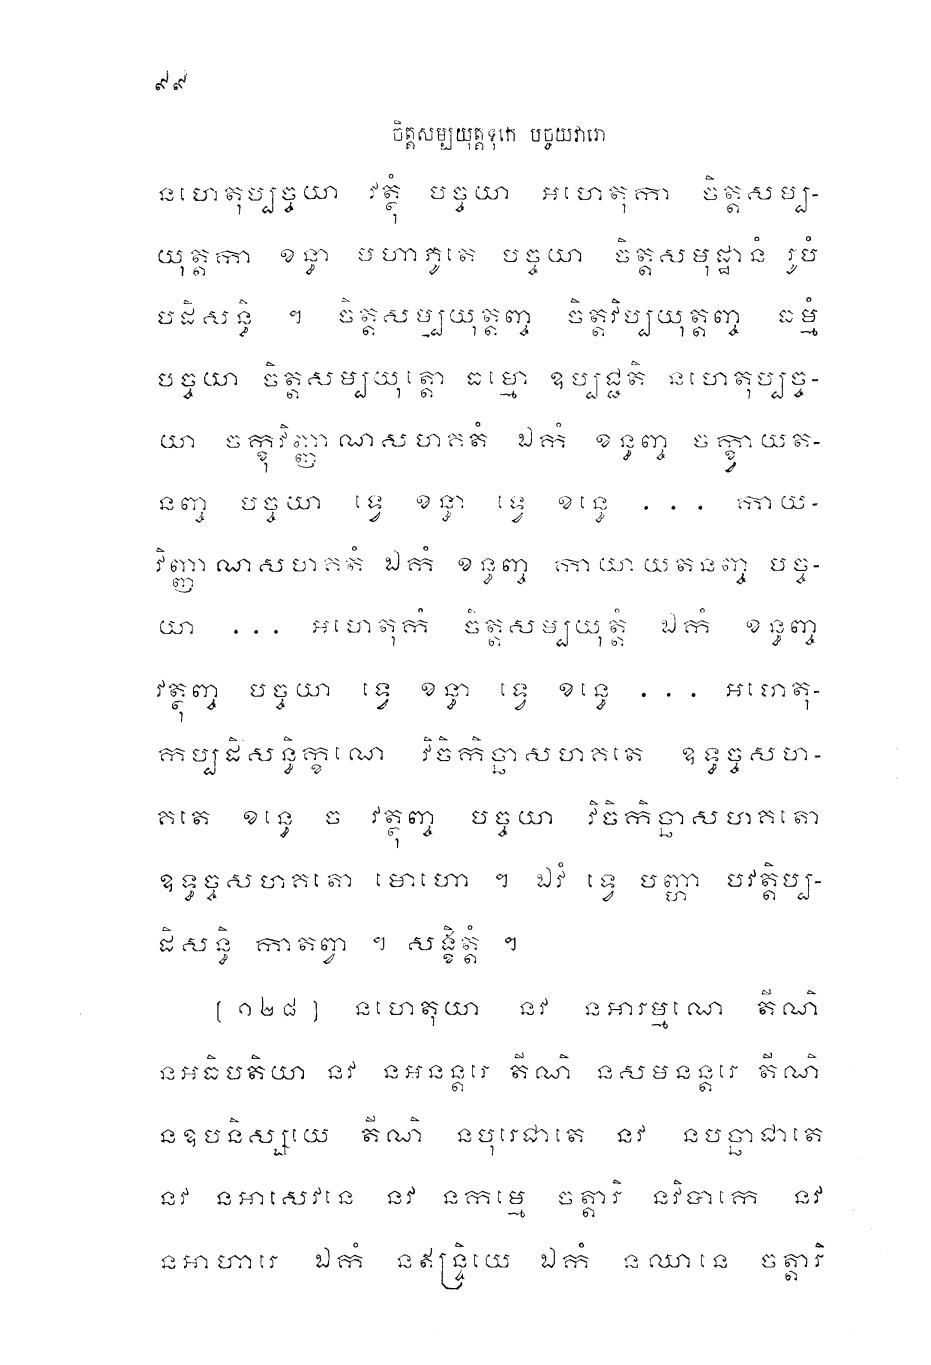 ៩៩
ចិត្តសម្បយុត្តទុកេ បច្ចយវារោ
នហេតុប្បច្ចយា វត្ថុំ បច្ចយា អហេតុកា ចិត្តសម្ប-
យុត្តកា ខន្ធា មហាភូតេ បច្ចយា ចិត្តសមុដ្ឋានំ រូបំ
បដិសន្ធិ ។ ចិត្តសម្បយុត្តញ្ច ចិត្តវិប្បយុត្តញ្ច ធម្មំ
បច្ចយា ចិត្តសម្បយុត្តោ ធម្មោ ឧប្បជ្ជតិ នហេតុប្បច្ច-
យា ចក្ខុវិញ្ញាណសហគតំ ឯកំ ខន្ធញ្ច ចក្ខ្វាយត-
នញ្ច បច្ចយា ទ្វេ ខន្ធា ទ្វេ ខន្ធេ . . . កាយ-
វិញ្ញាណសហគតំ ឯកំ ខន្ធញ្ច កាយាយតនញ្ច បច្ច-
យា . . . អហេតុកំ ចិត្តសម្បយុត្តំ ឯកំ ខន្ធញ្ច
វត្ថុញ្ច បច្ចយា ទ្វេ ខន្ធា ទ្វេ ខន្ធេ . . . អហេតុ-
កប្បដិសន្ធិក្ខណេ វិចិកិច្ឆាសហគតេ ឧទ្ធច្ចសហ-
គតេ ខន្ធេ ច វត្ថុញ្ច បច្ចយា វិចិកិច្ឆាសហគតោ
ឧទ្ធច្ចសហគតោ មោហោ ។ ឯវំ ទ្វេ បញ្ហា បវត្តិប្ប-
ដិសន្ធិ កាតព្វា ។ សង្ខិត្តំ ។
[ ១២៨ ] នហេតុយា នវ នអារម្មណេ តីណិ
នអធិបតិយា នវ នអនន្តរេ តីណិ នសមនន្តរេ តីណិ
នឧបនិស្សយេ តីណិ នបុរេជាតេ នវ នបច្ឆាជាតេ
នវ នអាសេវនេ នវ នកម្មេ ចត្តារិ នវិបាកេ នវ
នអាហារេ ឯកំ នឥន្ទ្រិយេ ឯកំ នឈានេ ចត្តារិ